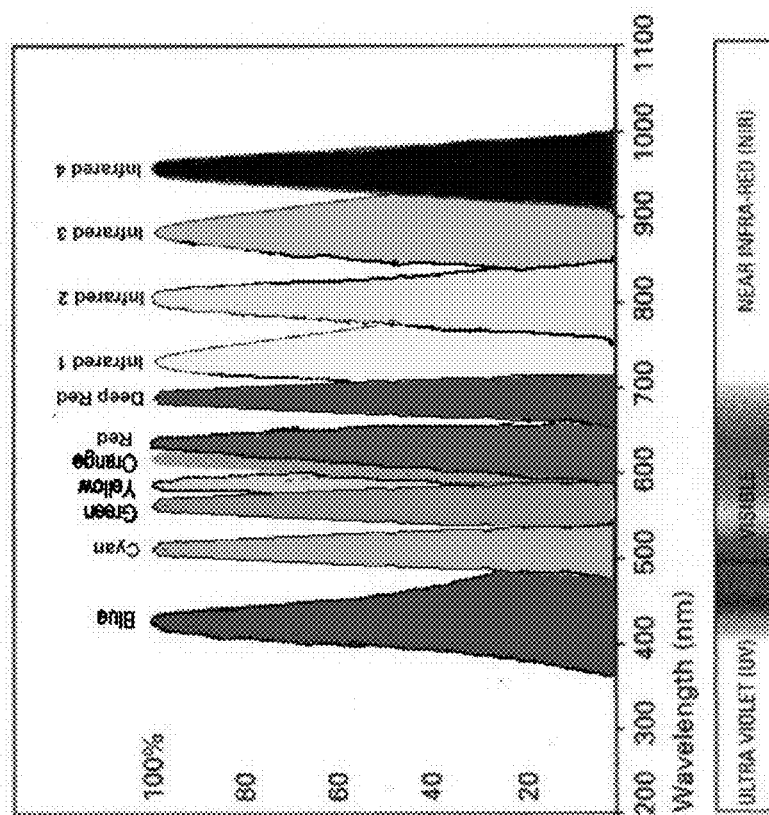 100%
80
60
40
20
Blue
Cyan
Green
Yellow
Orange
Red
Deep Red
Infrared 1
Infrared 2
Infrared 3
Infrared 4
200 300 400 500 600 700 800 900 1000 1100
Wavelength (nm)
ULTRA VIOLET (UV) VISIBLE NEAR INFRA-RED (NIR)